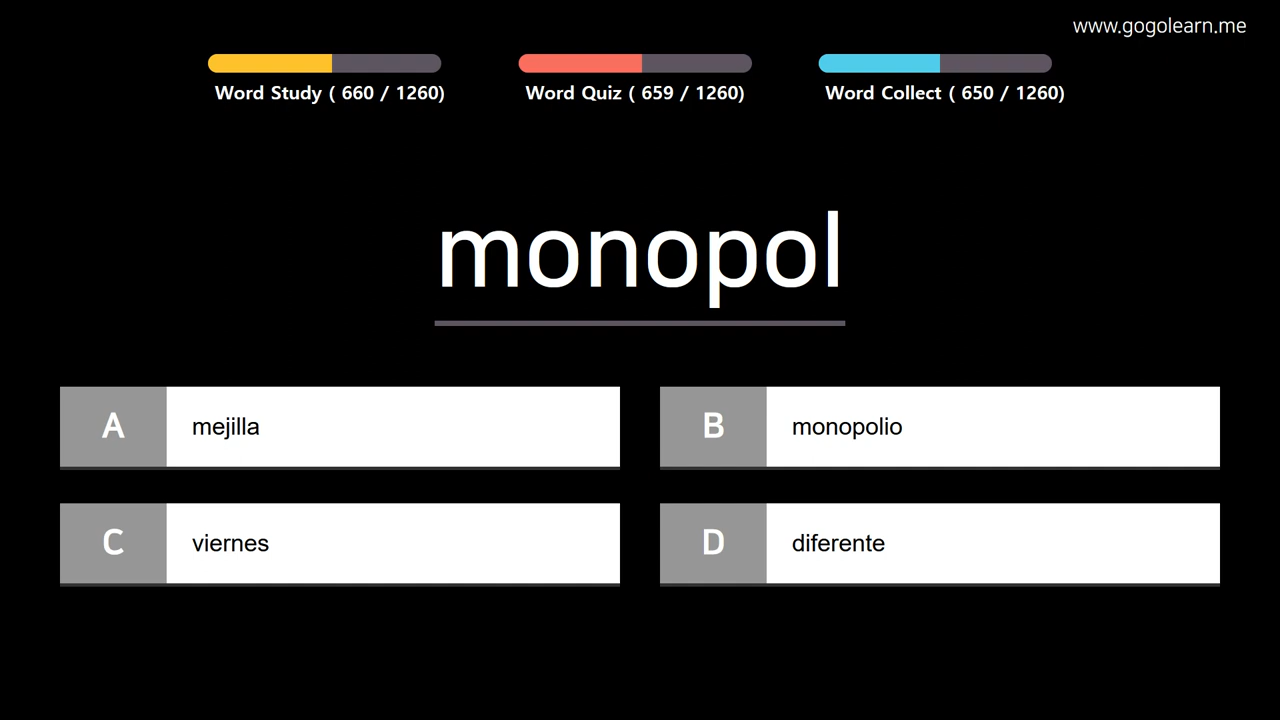 www.gogolearn.me
Word Study ( 660 / 1260)
Word Quiz ( 659 / 1260)
Word Collect ( 650 / 1260)
monopol
A mejilla
B monopolio
C viernes
D diferente